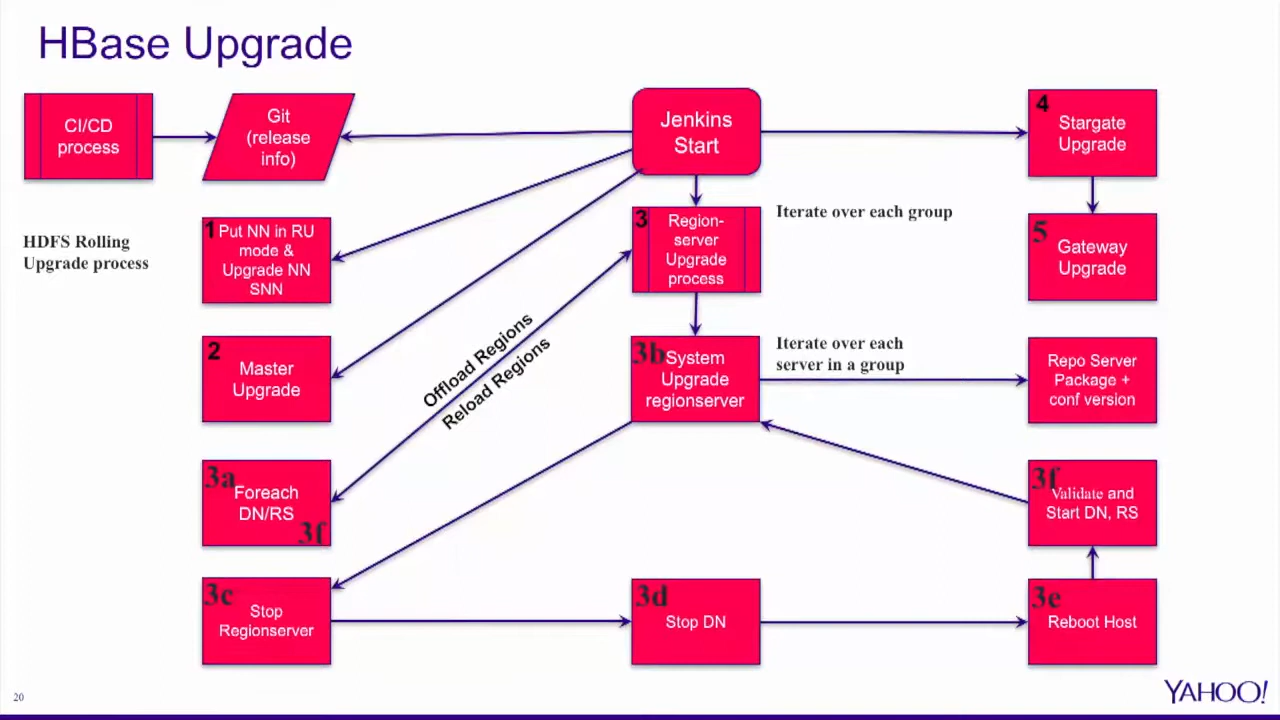 HBase Upgrade
CI/CD
process
Git
(release
info)
Jenkins
Start
4
Stargate
Upgrade
HDFS Rolling
Upgrade process
1
Put NN in RU
mode &
Upgrade NN
SNN
3
Region-
server
Upgrade
process
Iterate over each group
5
Gateway
Upgrade
2
Master
Upgrade
Offload Regions
Reload Regions
3b
System
Upgrade
regionserver
Iterate over each
server in a group
Repo Server
Package +
conf version
3a
Foreach
DN/RS
3f
3f
Validate and
Start DN, RS
3c
Stop
Regionserver
3d
Stop DN
3e
Reboot Host
20
YAHOO!